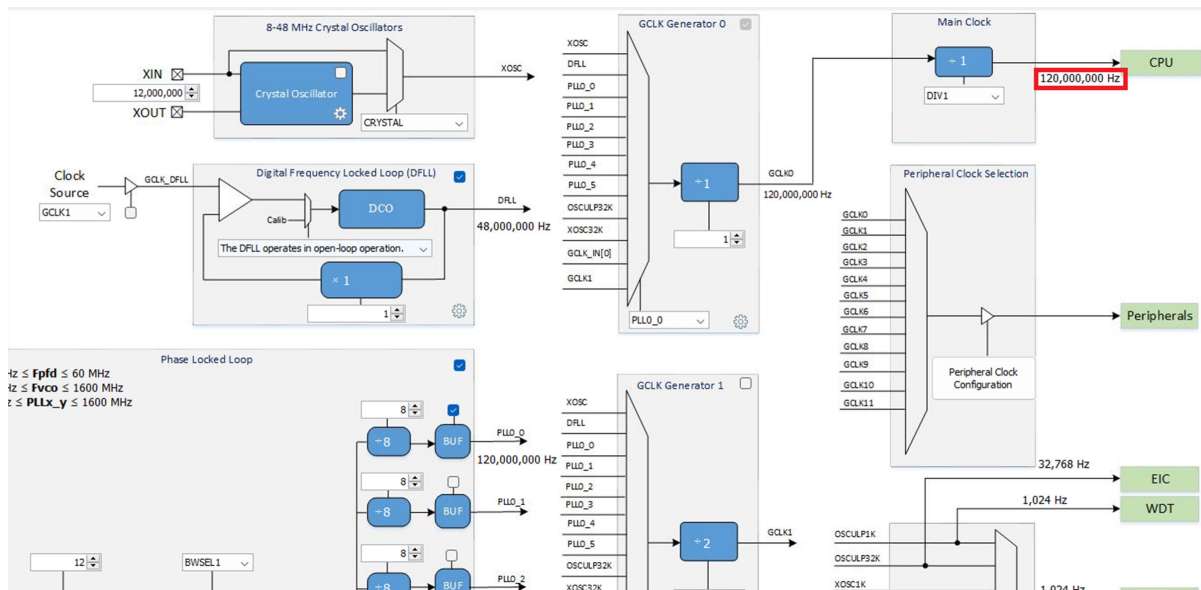 8-48 MHz Crystal Oscillators
XIN
12,000,000
XOUT
Crystal Oscillator
CRYSTAL
XOSC
Clock
Source
GCLK1
GCLK_DFLL
Digital Frequency Locked Loop (DFLL)
Calib
DCO
The DFLL operates in open-loop operation.
× 1
1
DFLL
48,000,000 Hz
GCLK Generator 0
XOSC
DFLL
PLL0_0
PLL0_1
PLL0_2
PLL0_3
PLL0_4
PLL0_5
OSCULP32K
XOSC32K
GCLK_IN[0]
GCLK1
÷1
1
PLL0_0
GCLK0
120,000,000 Hz
Main Clock
÷ 1
DIV1
120,000,000 Hz
CPU
Peripheral Clock Selection
GCLK0
GCLK1
GCLK2
GCLK3
GCLK4
GCLK5
GCLK6
GCLK7
GCLK8
GCLK9
GCLK10
GCLK11
Peripheral Clock
Configuration
Peripherals
Phase Locked Loop
Hz ≤ Fpfd ≤ 60 MHz
Hz ≤ Fvco ≤ 1600 MHz
z ≤ PLLx_y ≤ 1600 MHz
8
÷8
BUF
PLL0_0
120,000,000 Hz
8
÷8
BUF
PLL0_1
8
÷8
BUF
PLL0_2
12
BWSEL1
GCLK Generator 1
XOSC
DFLL
PLL0_0
PLL0_1
PLL0_2
PLL0_3
PLL0_4
PLL0_5
OSCULP32K
XOSC32K
÷2
GCLK1
32,768 Hz
EIC
1,024 Hz
WDT
OSCULP1K
OSCULP32K
XOSC1K
1,024 Hz